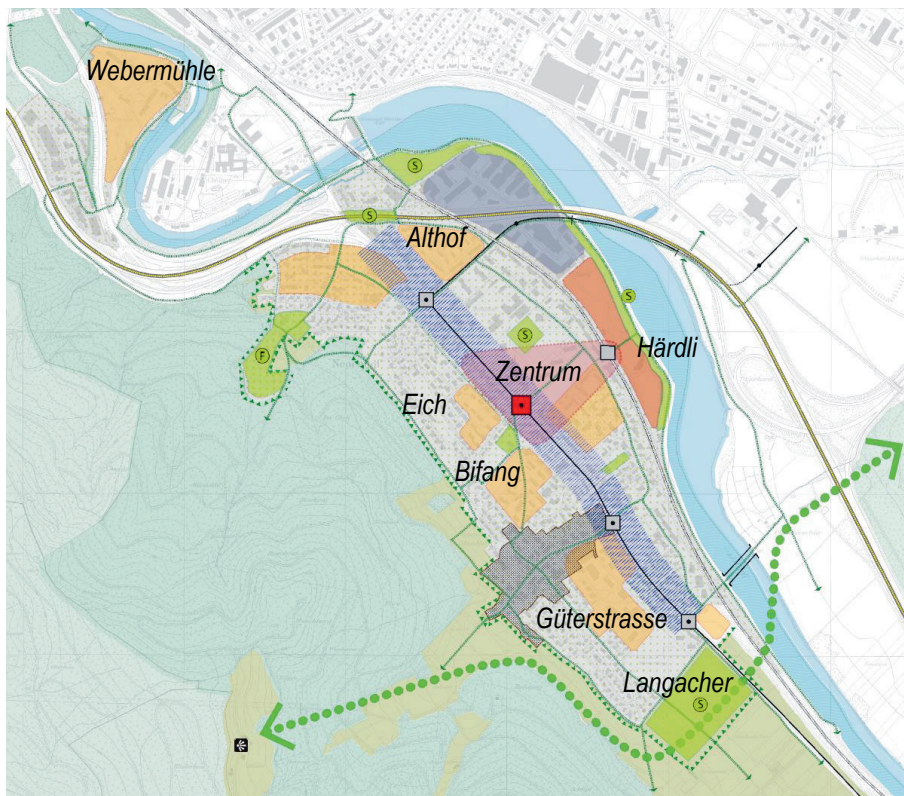 Webermühle
S
S
Althof
S
S
Härdli
Zentrum
F
Eich
Bifang
Güterstrasse
Langacher
S